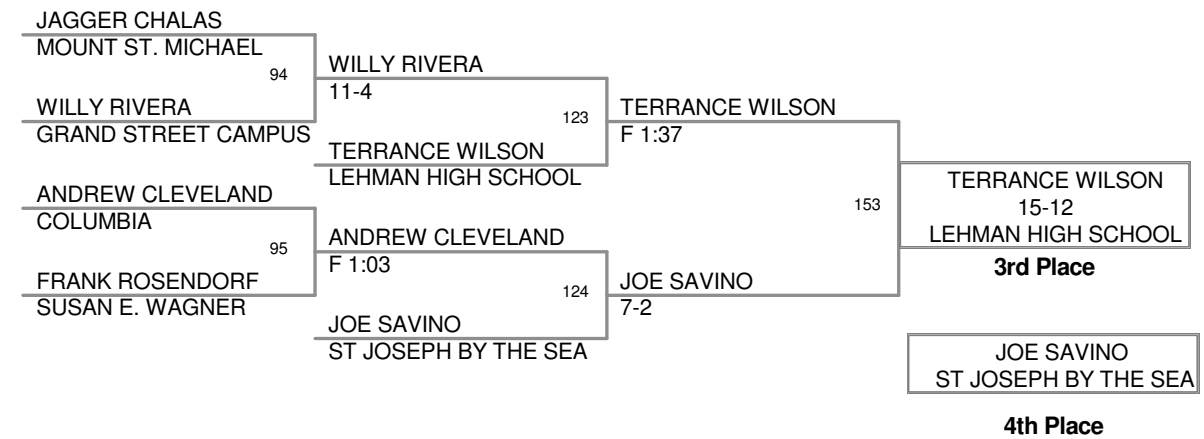 JAGGER CHALAS
MOUNT ST. MICHAEL
94
WILLY RIVERA
GRAND STREET CAMPUS
WILLY RIVERA
11-4
123
TERRANCE WILSON
LEHMAN HIGH SCHOOL
ANDREW CLEVELAND
COLUMBIA
95
FRANK ROSENDORF
SUSAN E. WAGNER
ANDREW CLEVELAND
F 1:03
124
JOE SAVINO
ST JOSEPH BY THE SEA
TERRANCE WILSON
F 1:37
153
JOE SAVINO
7-2
TERRANCE WILSON
15-12
LEHMAN HIGH SCHOOL
3rd Place
JOE SAVINO
ST JOSEPH BY THE SEA
4th Place